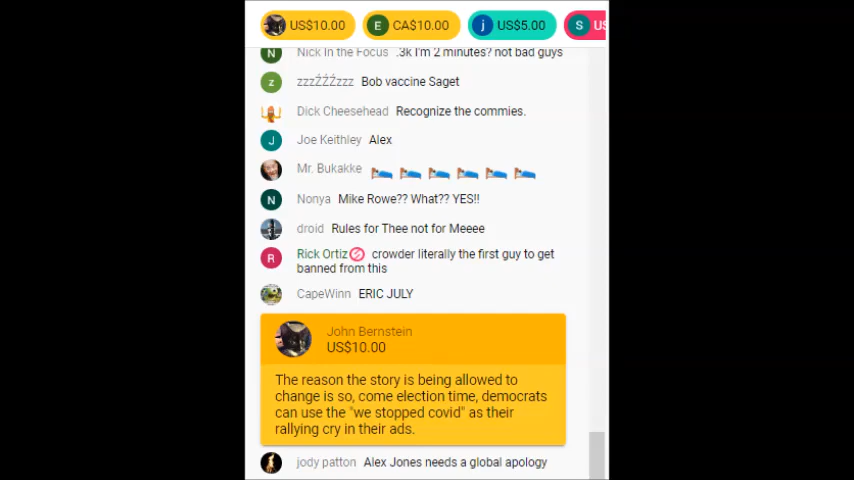 US$10.00 E CA$10.00 j US$5.00 S US
N Nick In the Focus .3k I'm 2 minutes? not bad guys
z zzzŹŹŹzzz Bob vaccine Saget
Dick Cheesehead Recognize the commies.
J Joe Keithley Alex
Mr. Bukakke
N Nonya Mike Rowe?? What?? YES!!
droid Rules for Thee not for Meeee
R Rick Ortiz crowder literally the first guy to get
banned from this
CapeWinn ERIC JULY
John Bernstein
US$10.00
The reason the story is being allowed to
change is so, come election time, democrats
can use the "we stopped covid" as their
rallying cry in their ads.
jody patton Alex Jones needs a global apology